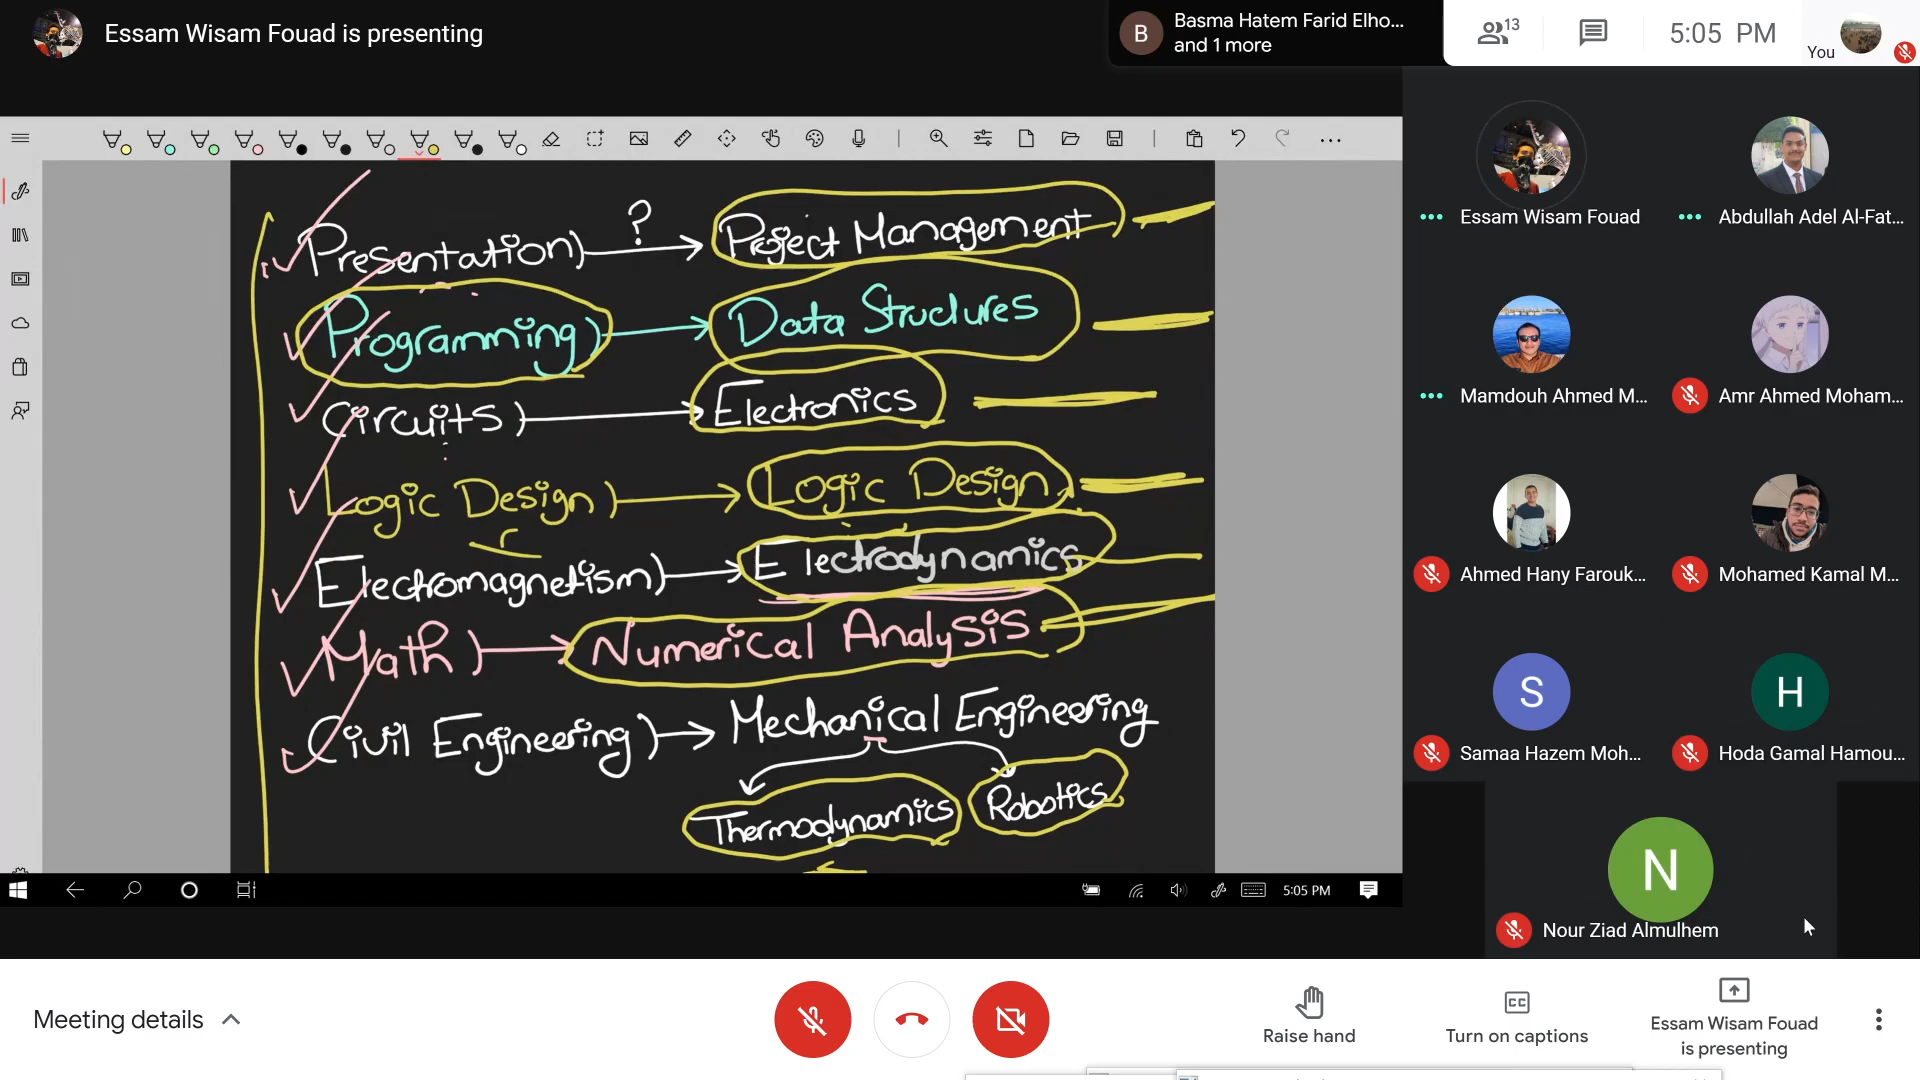 Essam Wisam Fouad is presenting
B
Basma Hatem Farid Elho...
and 1 more
13
5:05 PM
You
Presentation) ? → Project Management
Programming) → Data Structures
Circuits) → Electronics
Logic Design) → Logic Design
Electromagnetism) → Electrodynamics
Math) → Numerical Analysis
Civil Engineering) → Mechanical Engineering
Thermodynamics Robotics
5:05 PM
Essam Wisam Fouad
Abdullah Adel Al-Fat...
Mamdouh Ahmed M...
Amr Ahmed Moham...
Ahmed Hany Farouk...
Mohamed Kamal M...
S
H
Samaa Hazem Moh...
Hoda Gamal Hamou...
N
Nour Ziad Almulhem
Meeting details
Raise hand
CC
Turn on captions
Essam Wisam Fouad
is presenting